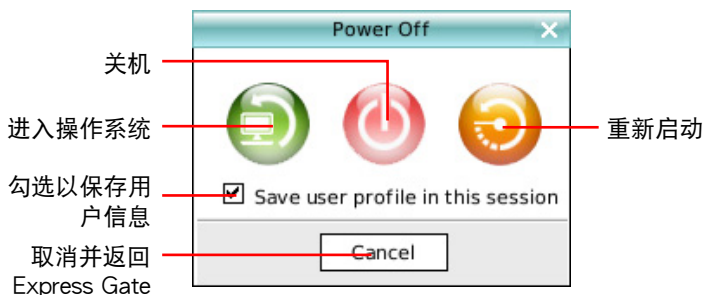 Power Off
关机
进入操作系统
重新启动
勾选以保存用
户信息
Save user profile in this session
取消并返回
Express Gate
Cancel